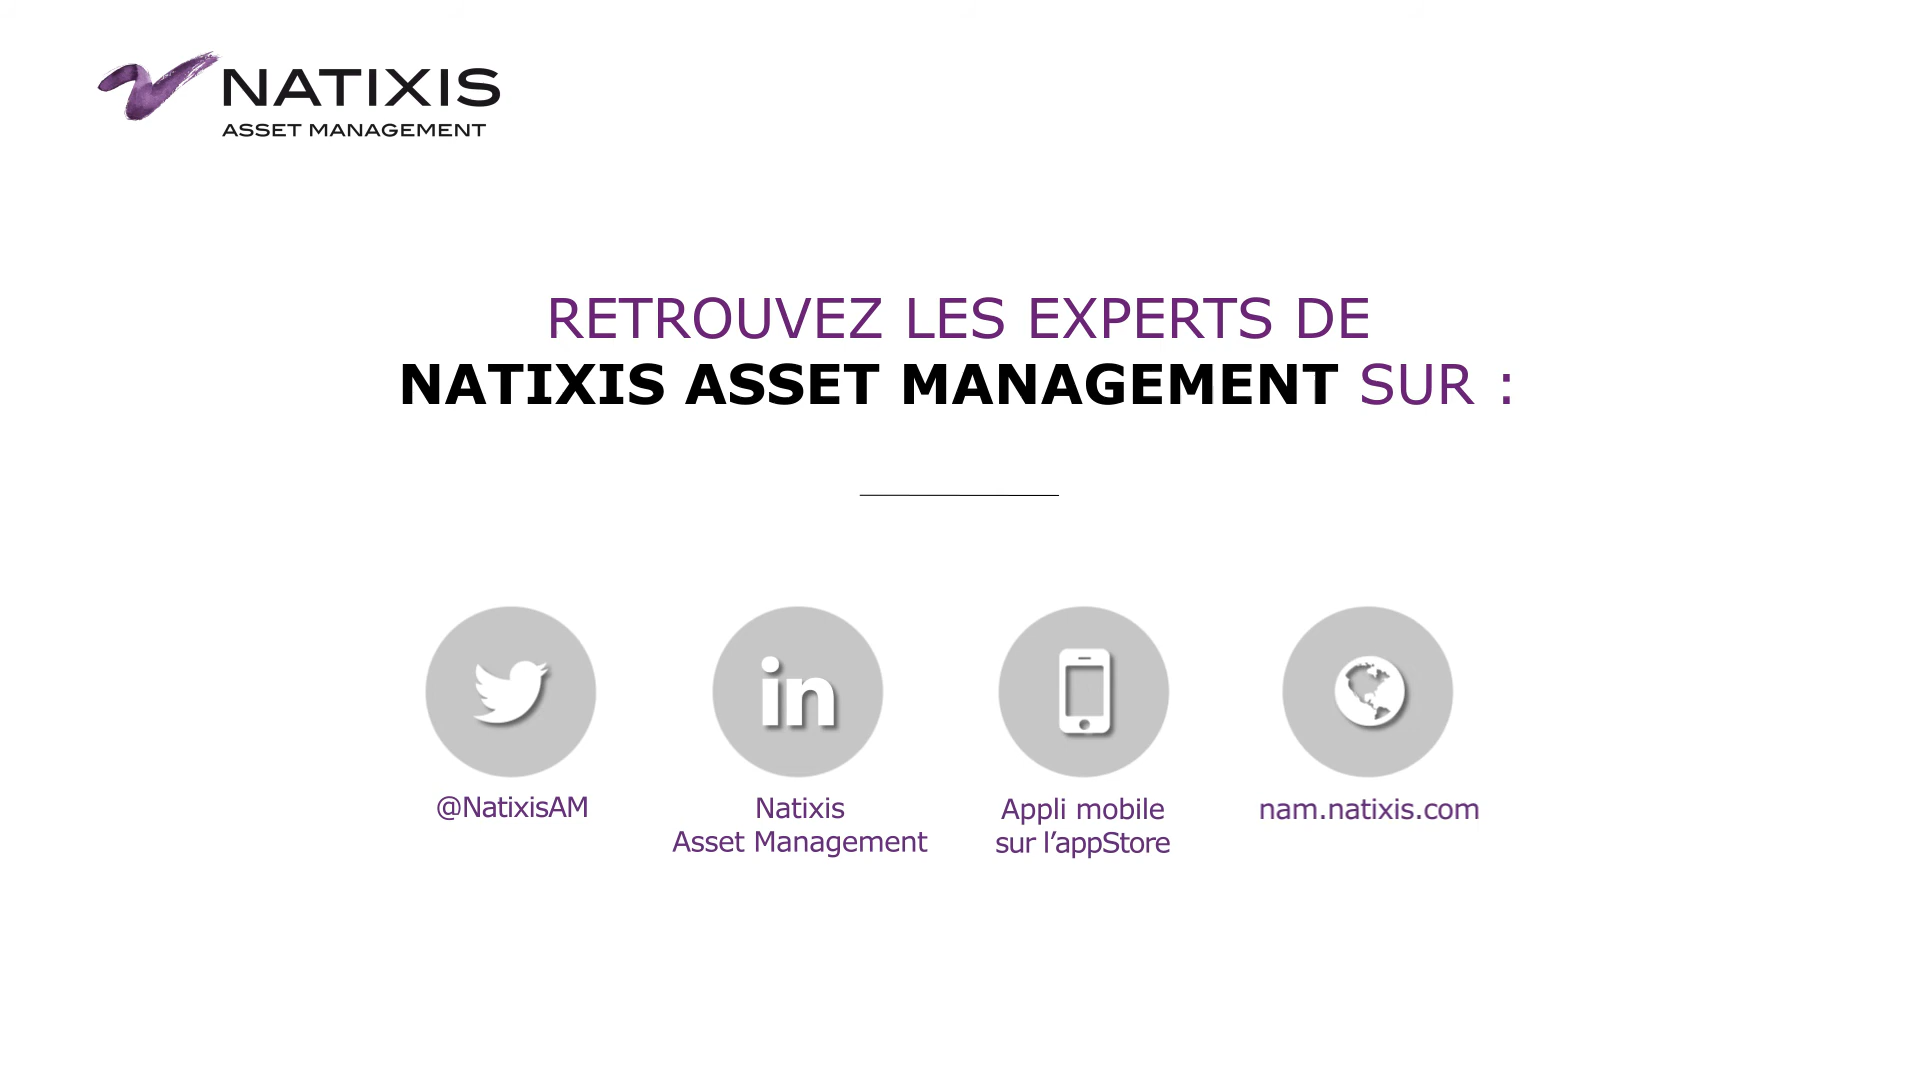 NATIXIS
ASSET MANAGEMENT
RETROUVEZ LES EXPERTS DE
NATIXIS ASSET MANAGEMENT SUR :
in
@NatixisAM
Natixis
Asset Management
Appli mobile
sur l’appStore
nam.natixis.com